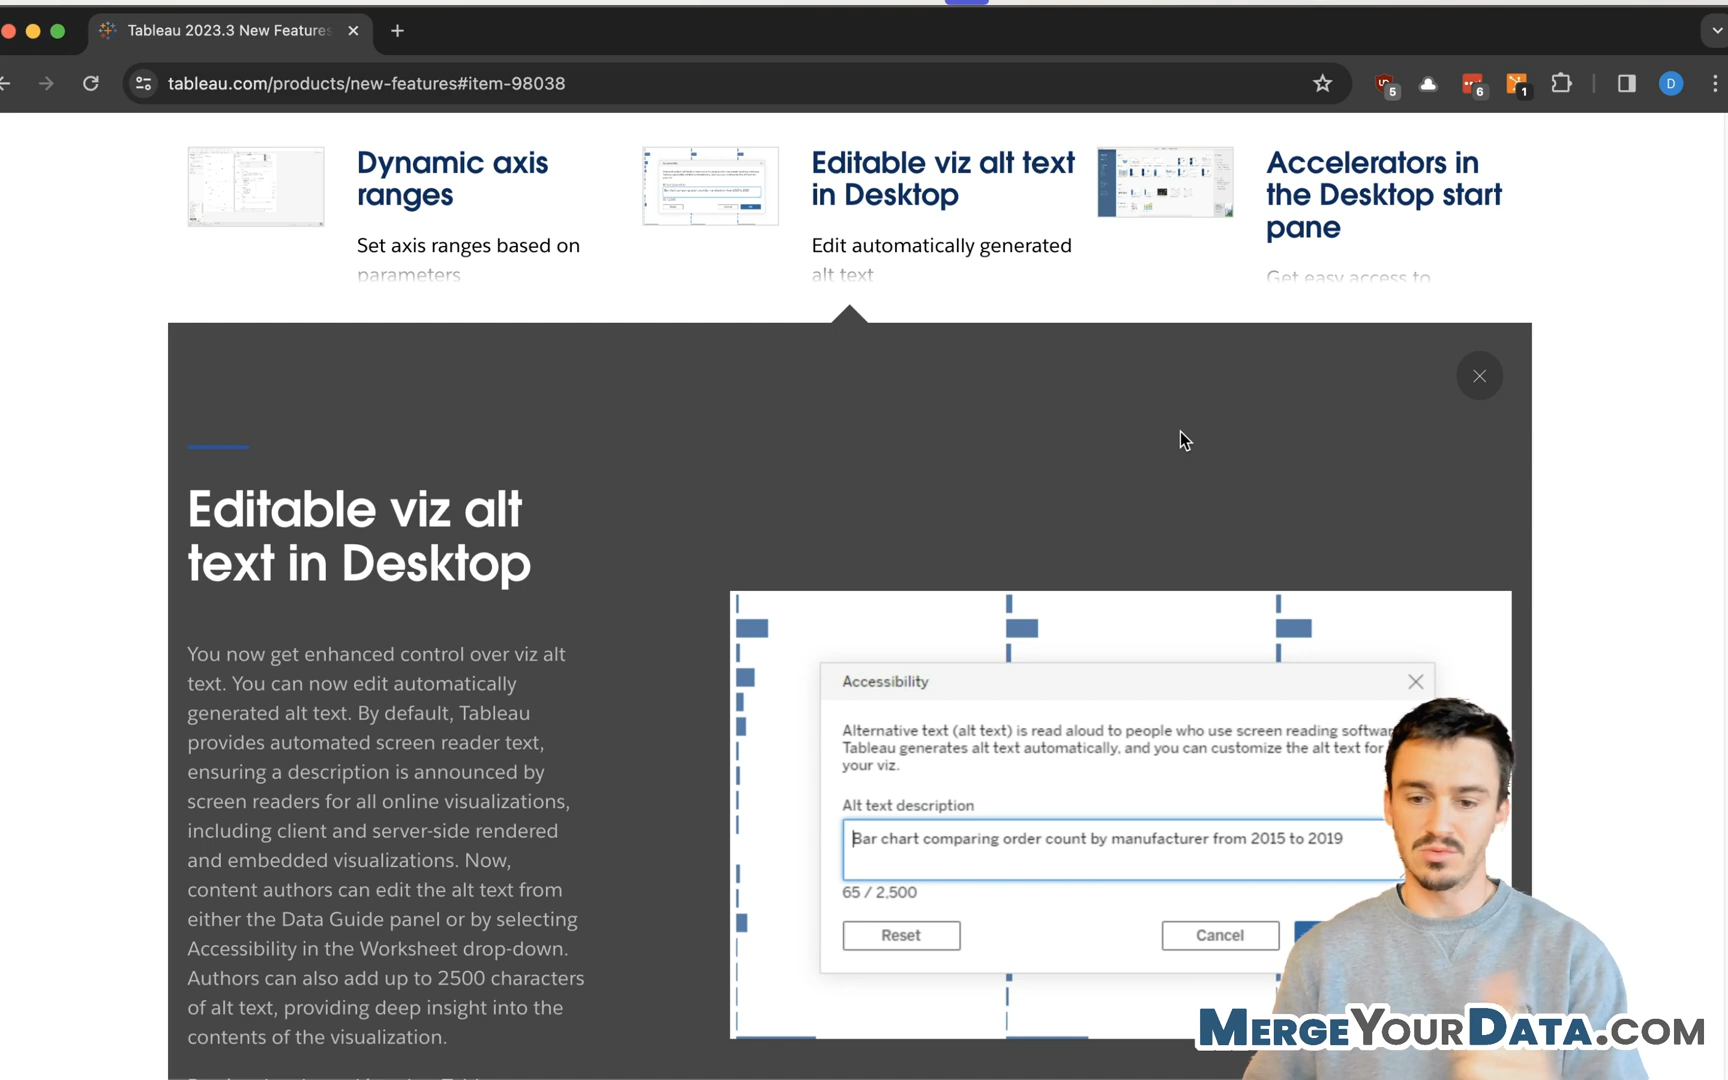 Tableau 2023.3 New Features
tableau.com/products/new-features#item-98038
5
6
1
D
Dynamic axis
ranges
Set axis ranges based on
parameters
Editable viz alt text
in Desktop
Edit automatically generated
alt text
Accelerators in
the Desktop start
pane
Get easy access to
Editable viz alt
text in Desktop
You now get enhanced control over viz alt
text. You can now edit automatically
generated alt text. By default, Tableau
provides automated screen reader text,
ensuring a description is announced by
screen readers for all online visualizations,
including client and server-side rendered
and embedded visualizations. Now,
content authors can edit the alt text from
either the Data Guide panel or by selecting
Accessibility in the Worksheet drop-down.
Authors can also add up to 2500 characters
of alt text, providing deep insight into the
contents of the visualization.
Accessibility
Alternative text (alt text) is read aloud to people who use screen reading
Tableau generates alt text automatically, and you can customize the alt text for
your viz.
Alt text description
Bar chart comparing order count by manufacturer from 2015 to 2019
65 / 2,500
Reset
Cancel
MERGEYOURDATA.COM